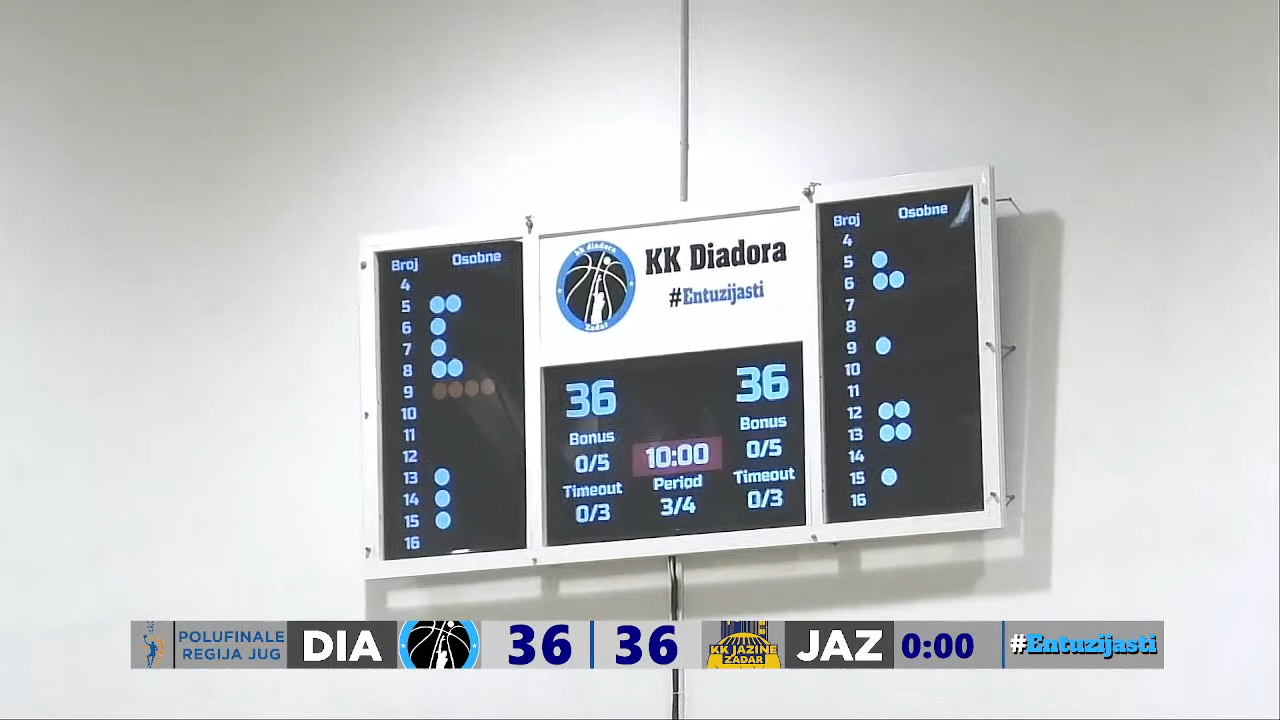 Broj Osobne
4
5
6
7
8
9
10
11
12
13
14
15
16
kk diadora
Zadar
KK Diadora
#Entuzijasti
36 36
Bonus Bonus
0/5 10:00 0/5
Timeout Period Timeout
0/3 3/4 0/3
Broj Osobne
4
5
6
7
8
9
10
11
12
13
14
15
16
POLUFINALE
REGIJA JUG
DIA 36 36
KK JAZINE
ZADAR
JAZ 0:00 #Entuzijasti